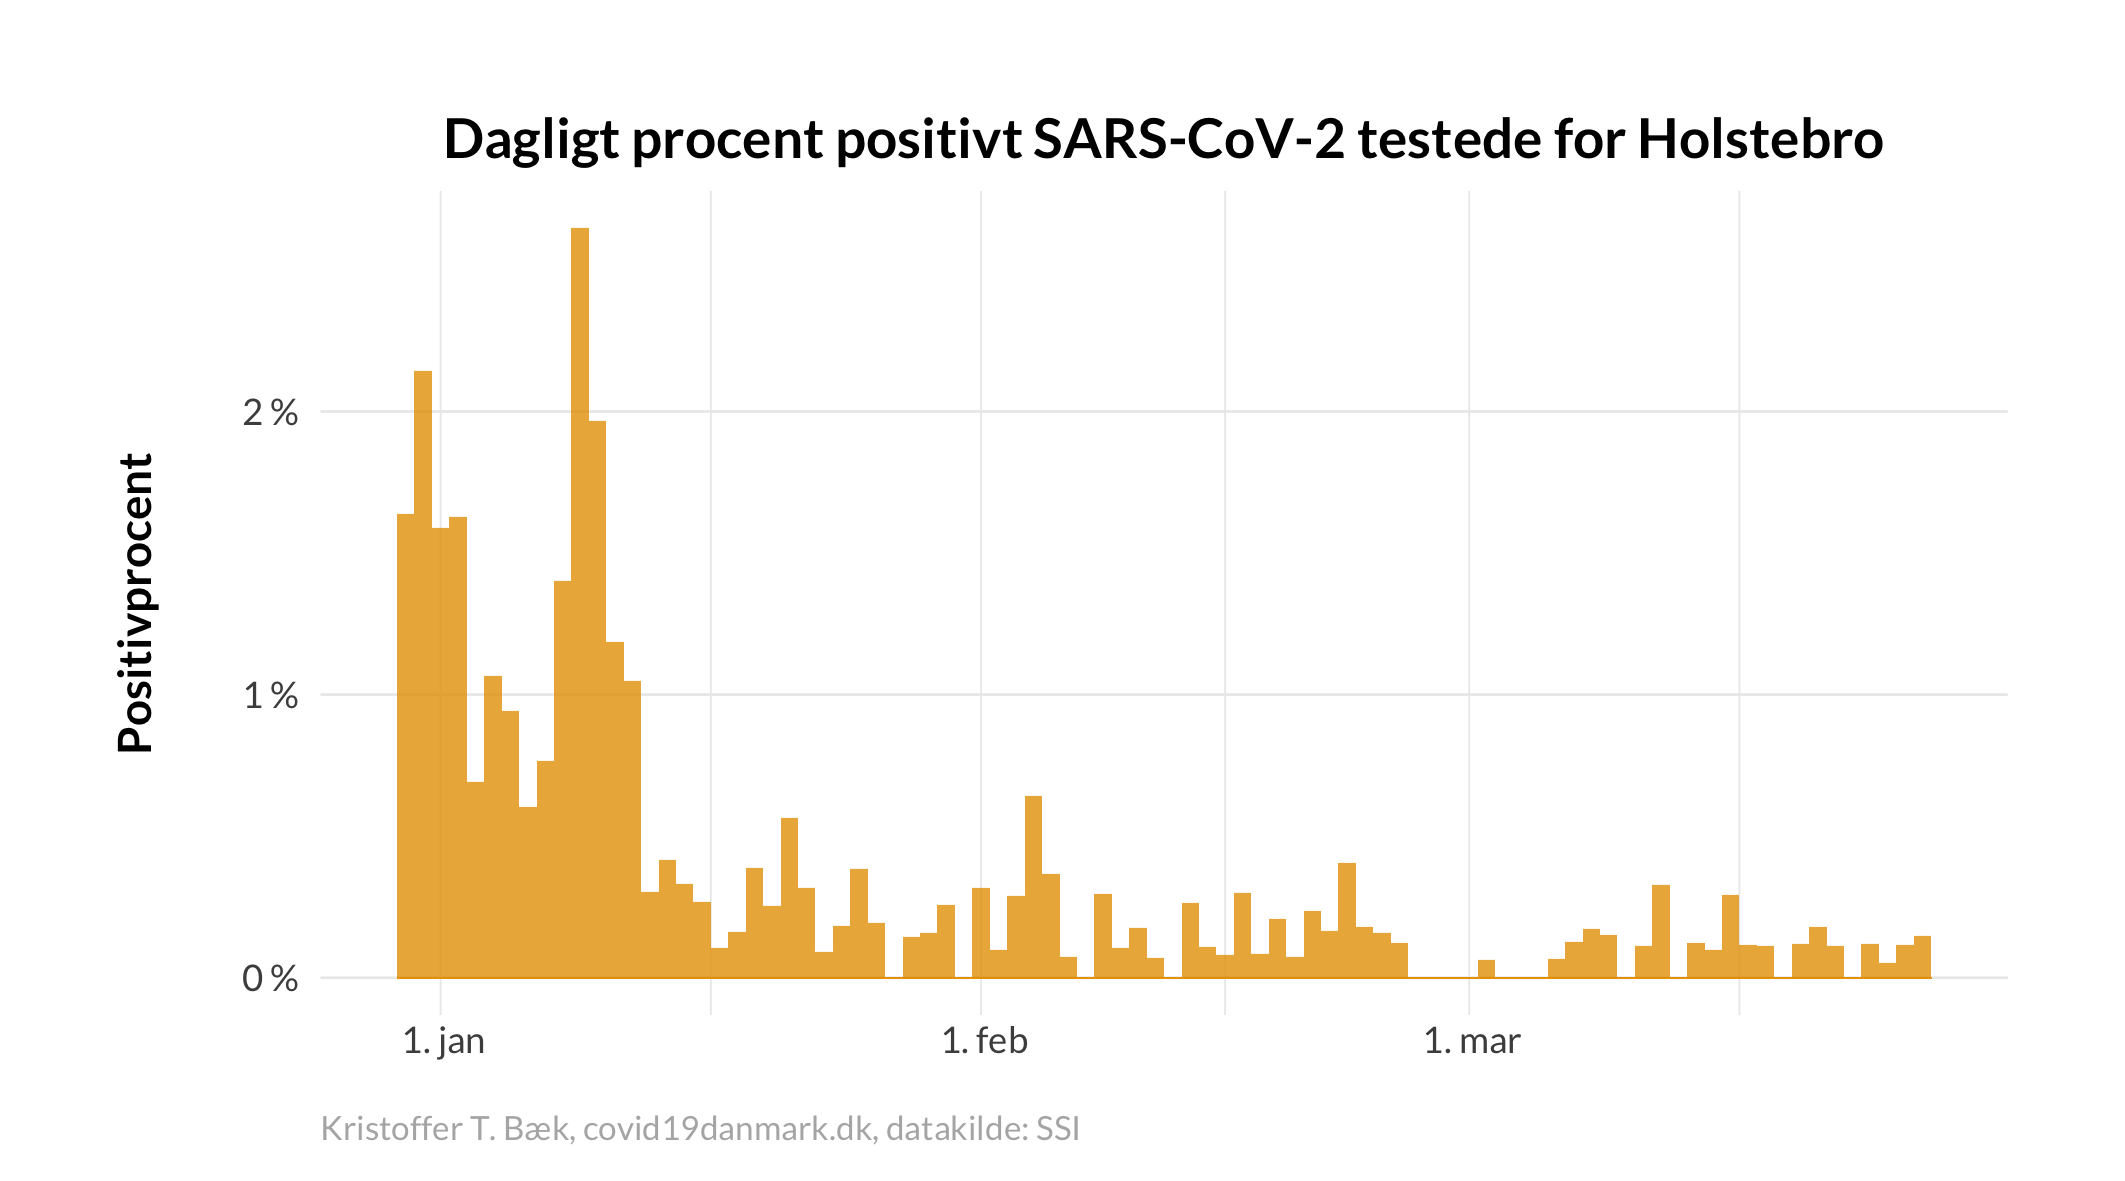 Dagligt procent positivt SARS-CoV-2 testede for Holstebro
Positivprocent
2 %
1 %
0 %
1. jan
1. feb
1. mar
Kristoffer T. Bæk, covid19danmark.dk, datakilde: SSI